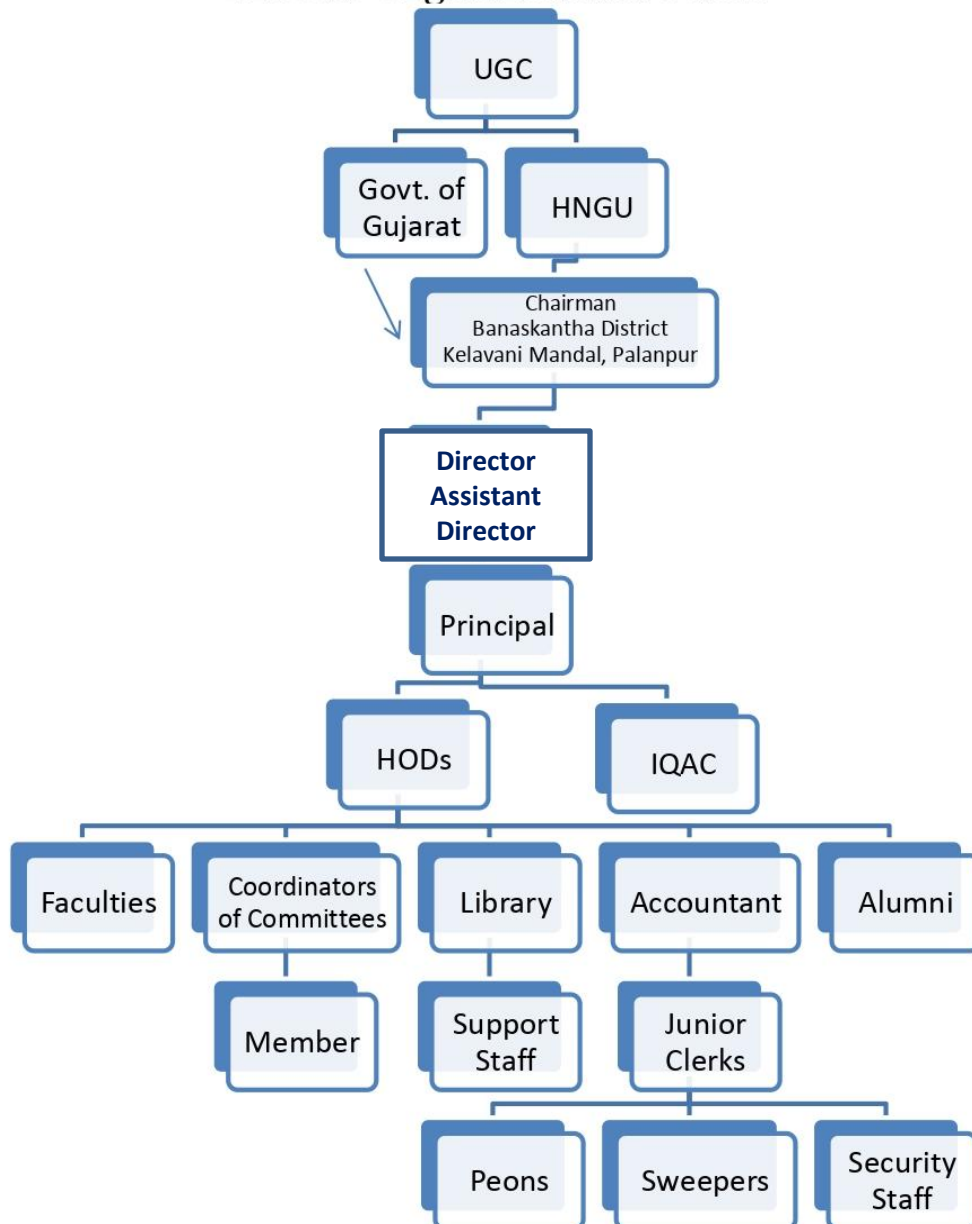 UGC
Govt. of
Gujarat
HNGU
Chairman
Banaskantha District
Kelavani Mandal, Palanpur
Director
Assistant
Director
Principal
HODs
IQAC
Faculties
Coordinators
of Committees
Library
Accountant
Alumni
Member
Support
Staff
Junior
Clerks
Peons
Sweepers
Security
Staff